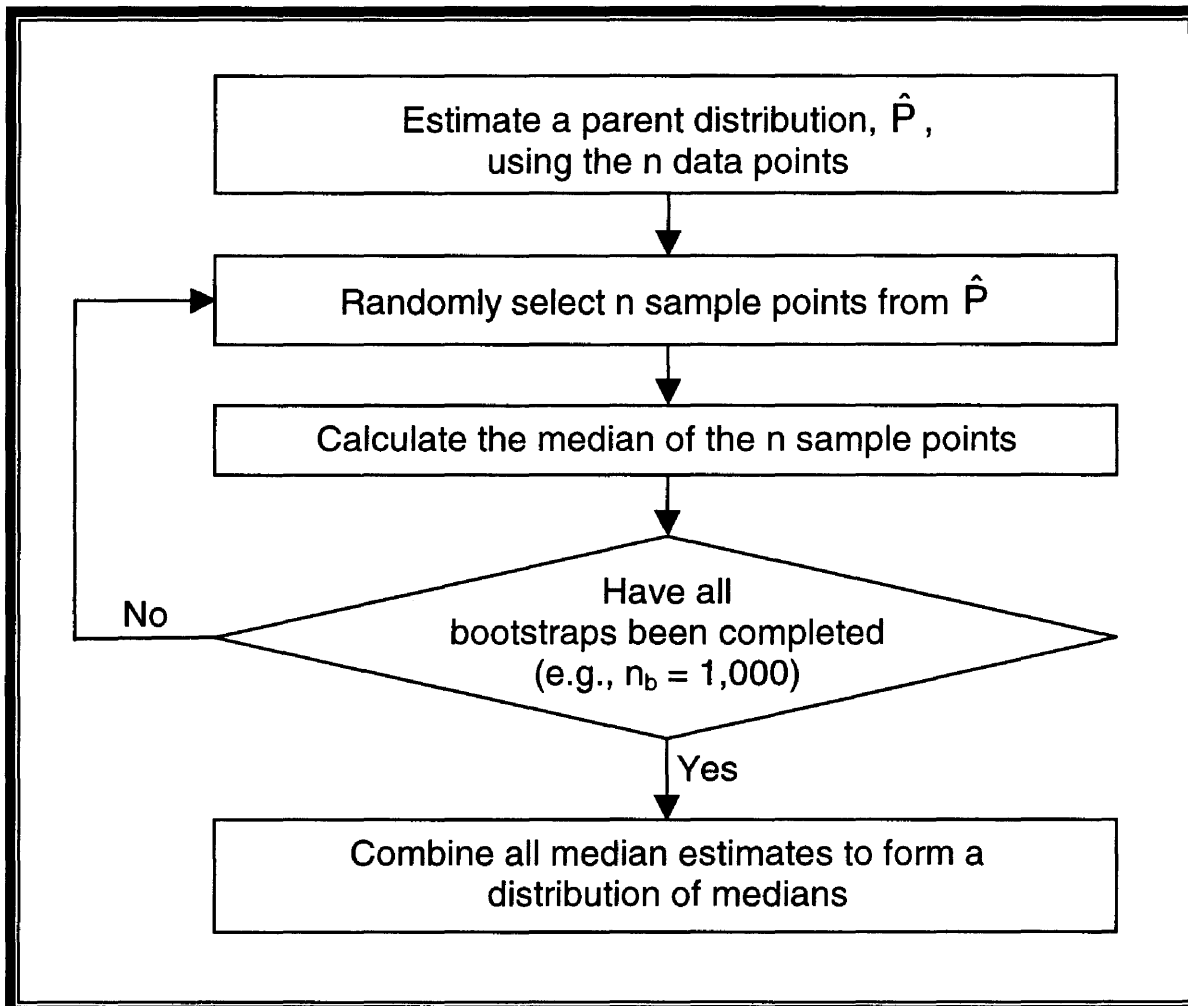 Estimate a parent distribution, P̂ ,
using the n data points
Randomly select n sample points from P̂
Calculate the median of the n sample points
Have all
bootstraps been completed
(e.g., n_b = 1,000)
No
Yes
Combine all median estimates to form a
distribution of medians